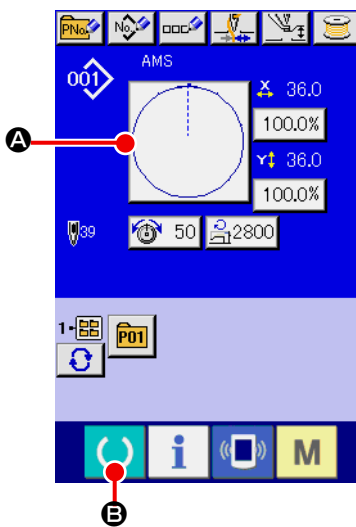 PNo. No.
AMS
001
X 36.0
A
100.0%
Y 36.0
100.0%
39 50 2800
1-
P01
i M
B